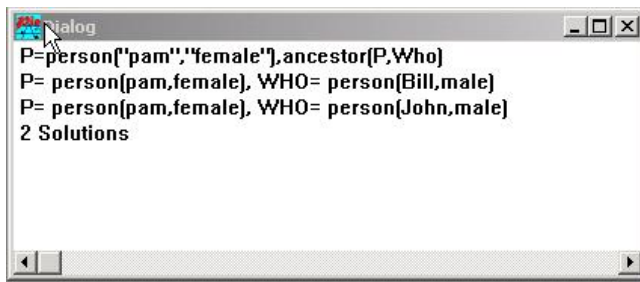 Dialog
P=person("pam","female"),ancestor(P,Who)
P= person(pam,female), WHO= person(Bill,male)
P= person(pam,female), WHO= person(John,male)
2 Solutions